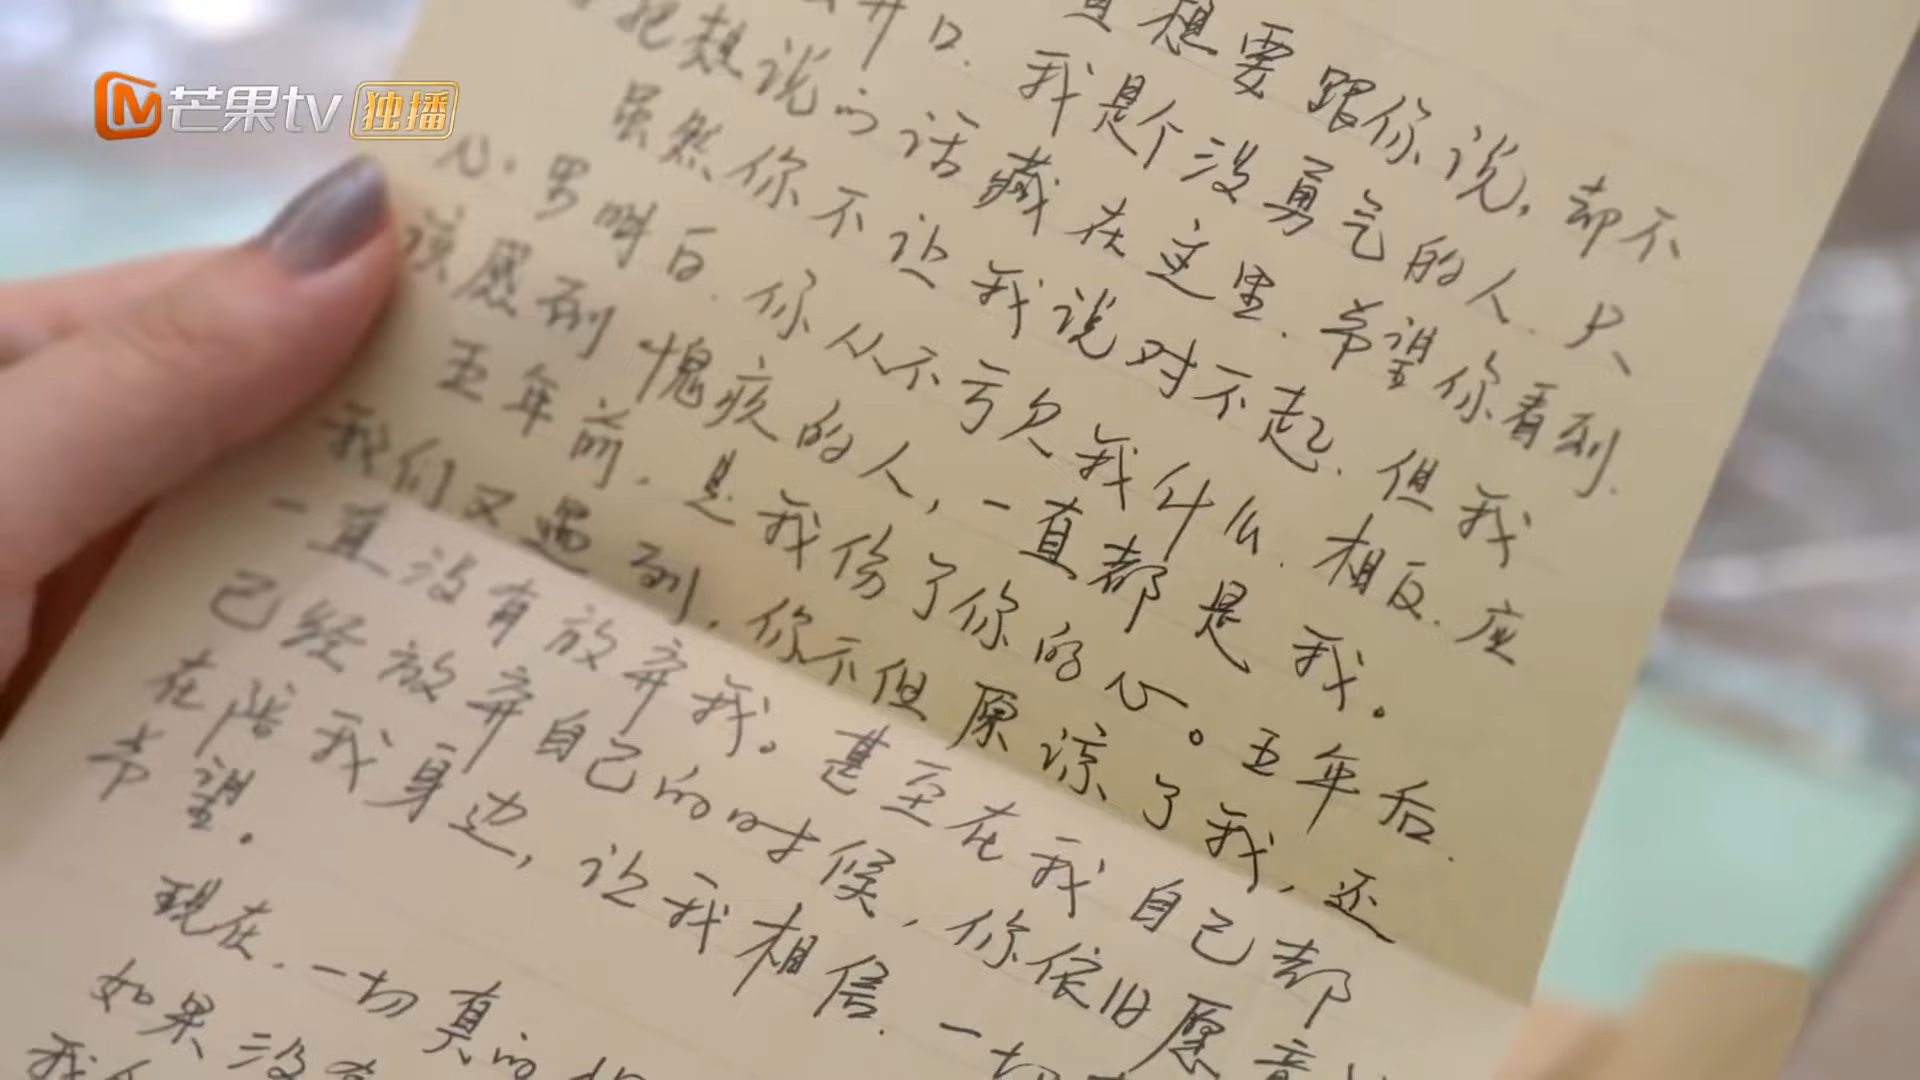 芒果tv 独播
直想要跟你说，却不
开口. 我是个没勇气的人. 只
把想说的话藏在这里. 希望你看到.
虽然你不让我说对不起. 但我
心. 明白. 你从不亏欠我什么. 相反. 应
该感到愧疚的人，一直都是我。
五年前. 是我伤了你的心。五年后.
我们又遇到，你不但原谅了我，还
一直没有放弃我。甚至在我自己都
已经放弃自己的时候，你依旧愿意
在陪我身边，让我相信. 一切
希望。
现在. 一切真的
如果没有
我